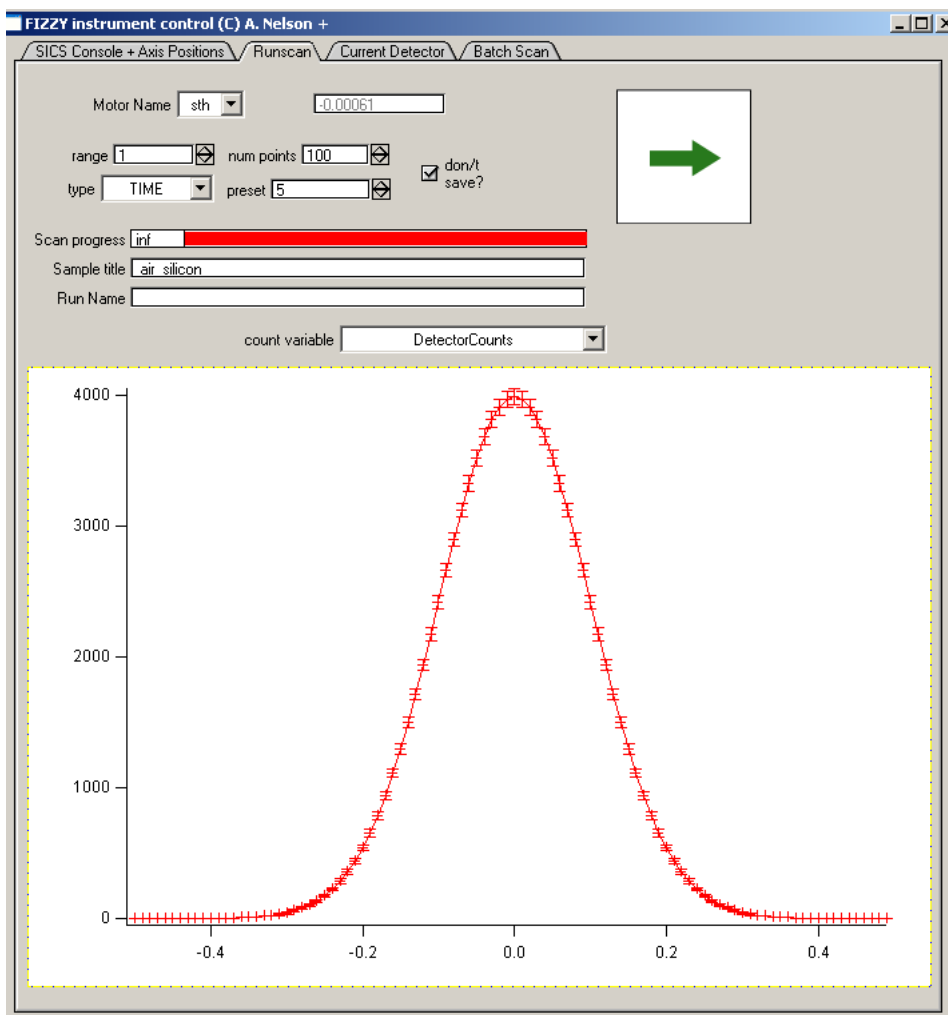 FIZZY instrument control (C) A. Nelson +
SICS Console + Axis Positions Runscan Current Detector Batch Scan
Motor Name sth -0.00061
range 1 num points 100 don/t
save?
type TIME preset 5
Scan progress inf
Sample title air silicon
Run Name
count variable DetectorCounts
4000
3000
2000
1000
0
-0.4 -0.2 0.0 0.2 0.4